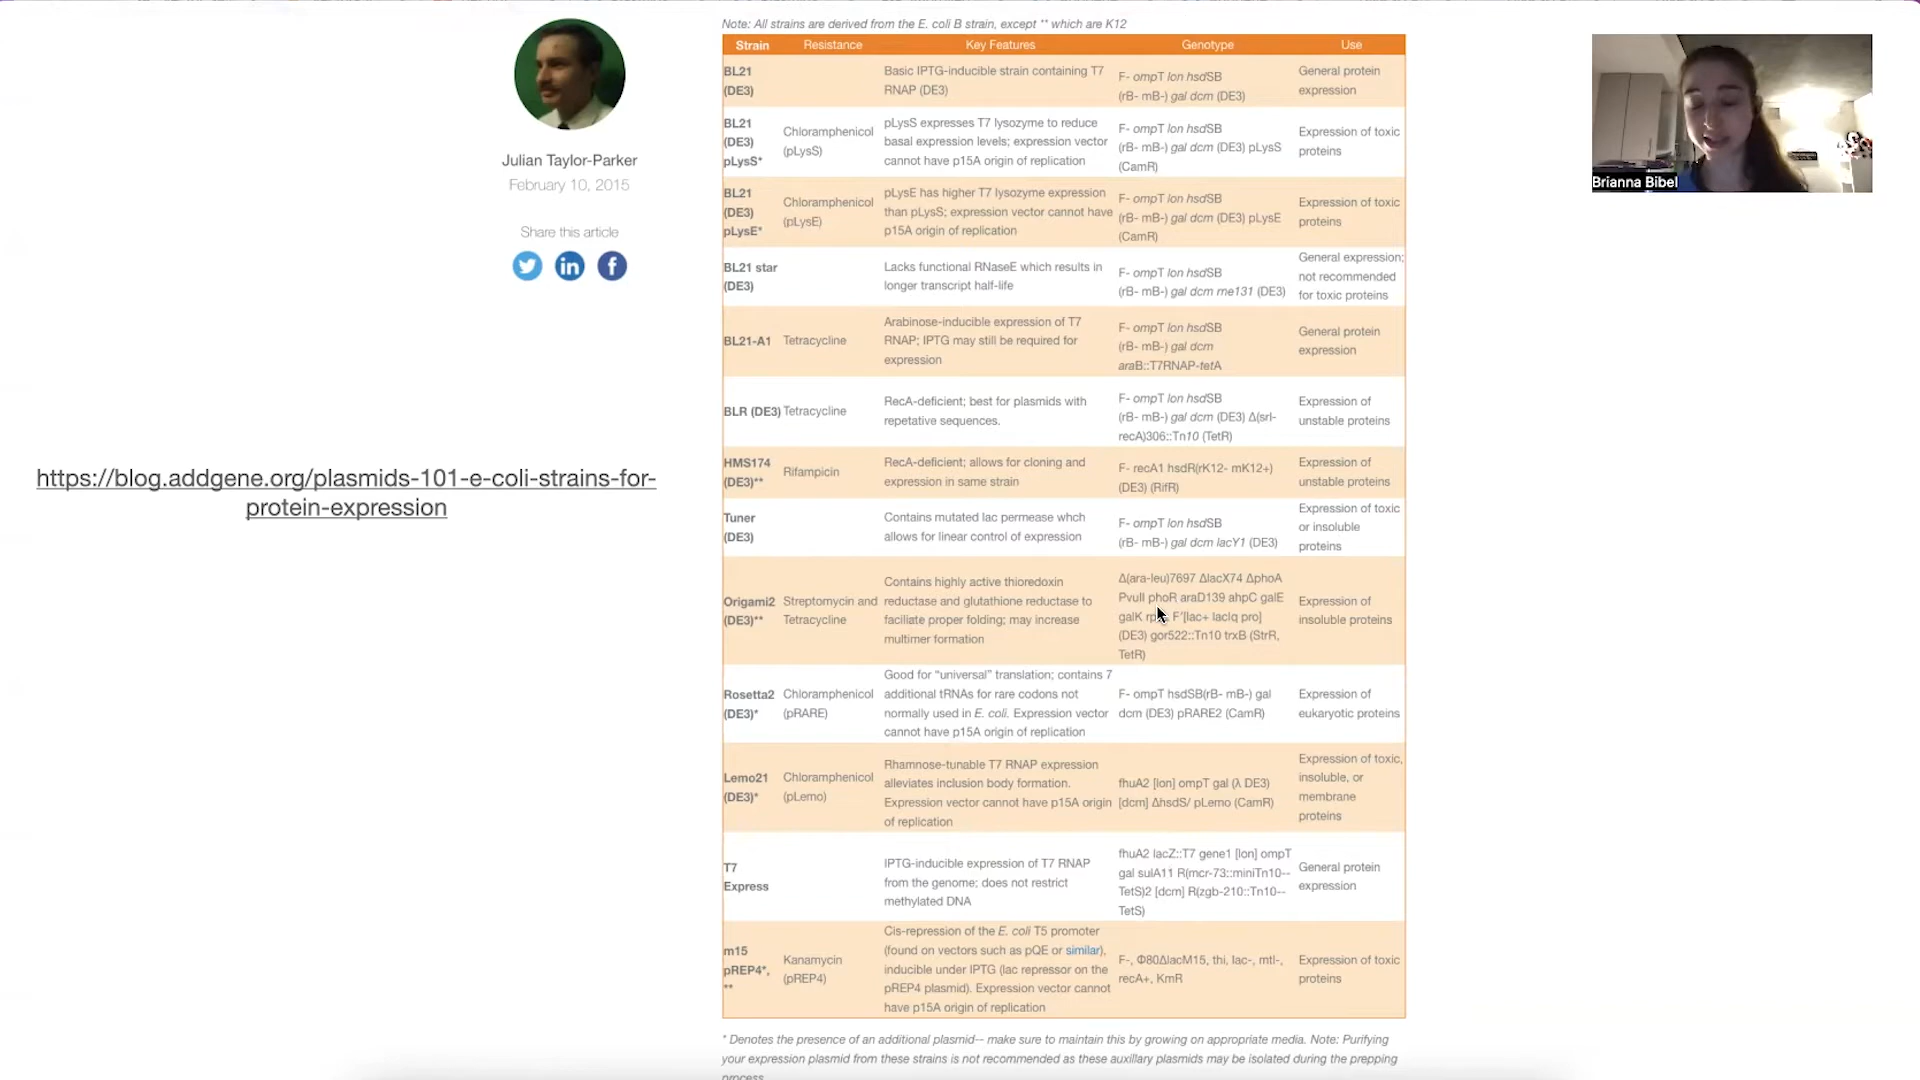 Note: All strains are derived from the E. coli B strain, except ** which are K12
Julian Taylor-Parker
February 10, 2015
Share this article
https://blog.addgene.org/plasmids-101-e-coli-strains-for-
protein-expression
Brianna Bibel
Strain Resistance Key Features Genotype Use
BL21
(DE3)
Basic IPTG-inducible strain containing T7
RNAP (DE3)
F- ompT lon hsdSB
(rB- mB-) gal dcm (DE3)
General protein
expression
BL21
(DE3)
pLysS*
Chloramphenicol
(pLysS)
pLysS expresses T7 lysozyme to reduce
basal expression levels; expression vector
cannot have p15A origin of replication
F- ompT lon hsdSB
(rB- mB-) gal dcm (DE3) pLysS
(CamR)
Expression of toxic
proteins
BL21
(DE3)
pLysE*
Chloramphenicol
(pLysE)
pLysE has higher T7 lysozyme expression
than pLysS; expression vector cannot have
p15A origin of replication
F- ompT lon hsdSB
(rB- mB-) gal dcm (DE3) pLysE
(CamR)
Expression of toxic
proteins
BL21 star
(DE3)
Lacks functional RNaseE which results in
longer transcript half-life
F- ompT lon hsdSB
(rB- mB-) gal dcm rne131 (DE3)
General expression;
not recommended
for toxic proteins
BL21-A1
Tetracycline
Arabinose-inducible expression of T7
RNAP; IPTG may still be required for
expression
F- ompT lon hsdSB
(rB- mB-) gal dcm
araB::T7RNAP-tetA
General protein
expression
BLR (DE3)
Tetracycline
RecA-deficient; best for plasmids with
repetative sequences.
F- ompT lon hsdSB
(rB- mB-) gal dcm (DE3) Δ(srl-
recA)306::Tn10 (TetR)
Expression of
unstable proteins
HMS174
(DE3)**
Rifampicin
RecA-deficient; allows for cloning and
expression in same strain
F- recA1 hsdR(rK12- mK12+)
(DE3) (RifR)
Expression of
unstable proteins
Tuner
(DE3)
Contains mutated lac permease whch
allows for linear control of expression
F- ompT lon hsdSB
(rB- mB-) gal dcm lacY1 (DE3)
Expression of toxic
or insoluble
proteins
Origami2
(DE3)**
Streptomycin and
Tetracycline
Contains highly active thioredoxin
reductase and glutathione reductase to
faciliate proper folding; may increase
multimer formation
Δ(ara-leu)7697 ΔlacX74 ΔphoA
PvuII phoR araD139 ahpC galE
galK F'[lac+ lacIq pro]
(DE3) gor522::Tn10 trxB (StrR,
TetR)
Expression of
insoluble proteins
Rosetta2
(DE3)*
Chloramphenicol
(pRARE)
Good for "universal" translation; contains 7
additional tRNAs for rare codons not
normally used in E. coli. Expression vector
cannot have p15A origin of replication
F- ompT hsdSB(rB- mB-) gal
dcm (DE3) pRARE2 (CamR)
Expression of
eukaryotic proteins
Lemo21
(DE3)*
Chloramphenicol
(pLemo)
Rhamnose-tunable T7 RNAP expression
alleviates inclusion body formation.
Expression vector cannot have p15A origin
of replication
fhuA2 [lon] ompT gal (λ DE3)
[dcm] ΔhsdS/ pLemo (CamR)
Expression of toxic,
insoluble, or
membrane
proteins
T7
Express
IPTG-inducible expression of T7 RNAP
from the genome; does not restrict
methylated DNA
fhuA2 lacZ::T7 gene1 [lon] ompT
gal sulA11 R(mcr-73::miniTn10--
TetS)2 [dcm] R(zgb-210::Tn10--
TetS)
General protein
expression
m15
pREP4*,
**
Kanamycin
(pREP4)
Cis-repression of the E. coli T5 promoter
(found on vectors such as pQE or similar),
inducible under IPTG (lac repressor on the
pREP4 plasmid). Expression vector cannot
have p15A origin of replication
F-, Φ80ΔlacM15, thi, lac-, mtl-,
recA+, KmR
Expression of toxic
proteins
* Denotes the presence of an additional plasmid-- make sure to maintain this by growing on appropriate media. Note: Purifying
your expression plasmid from these strains is not recommended as these auxillary plasmids may be isolated during the prepping
process.